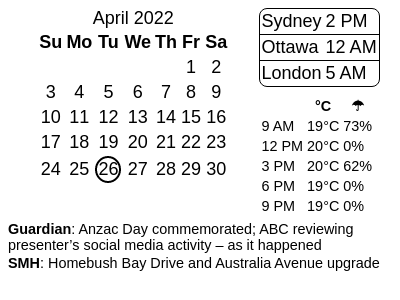 April 2022
Su Mo Tu We Th Fr Sa
1 2
3 4 5 6 7 8 9
10 11 12 13 14 15 16
17 18 19 20 21 22 23
24 25 26 27 28 29 30
Sydney 2 PM
Ottawa 12 AM
London 5 AM
°C ☂
9 AM 19°C 73%
12 PM 20°C 0%
3 PM 20°C 62%
6 PM 19°C 0%
9 PM 19°C 0%
Guardian: Anzac Day commemorated; ABC reviewing
presenter’s social media activity – as it happened
SMH: Homebush Bay Drive and Australia Avenue upgrade